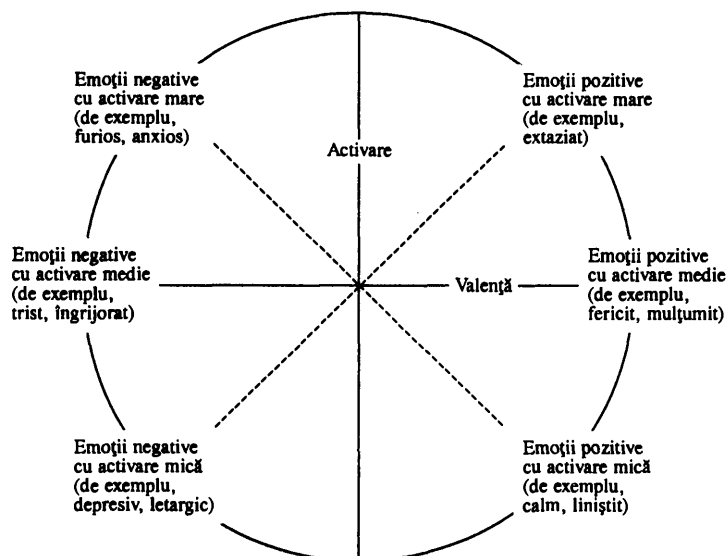 Emoţii negative
cu activare mare
(de exemplu,
furios, anxios)
Emoţii pozitive
cu activare mare
(de exemplu,
extaziat)
Activare
Emoţii negative
cu activare medie
(de exemplu,
trist, îngrijorat)
Valenţă
Emoţii pozitive
cu activare medie
(de exemplu,
fericit, mulţumit)
Emoţii negative
cu activare mică
(de exemplu,
depresiv, letargic)
Emoţii pozitive
cu activare mică
(de exemplu,
calm, liniştit)